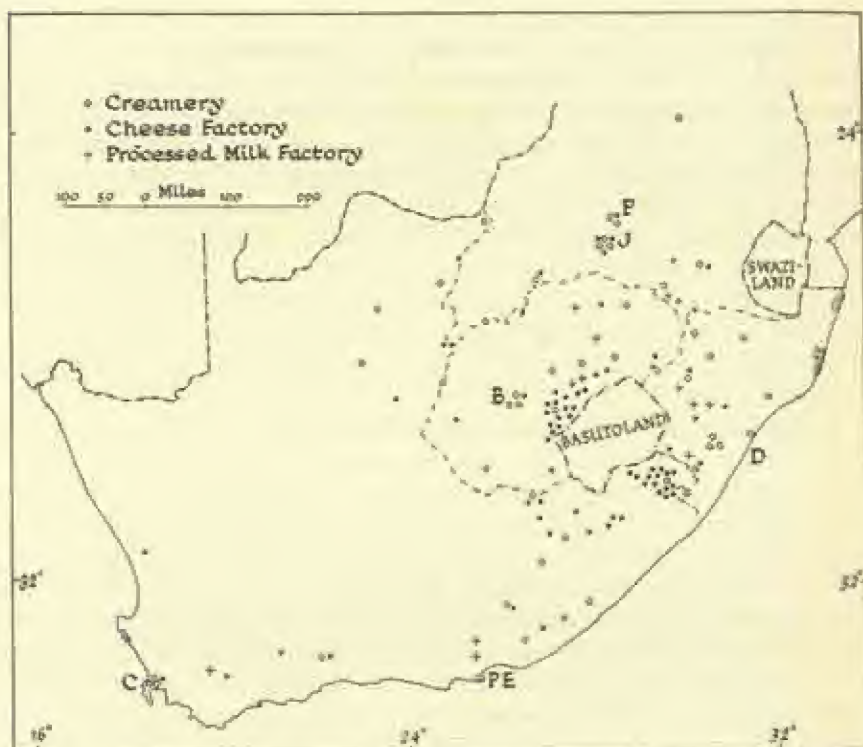 Creamery
Cheese Factory
Processed Milk Factory
100 50 0 Miles 100 200
24°
24°
P
J
SWAZI-
LAND
B
BASUTOLAND
D
32°
32°
C
PE
16°
24°
32°